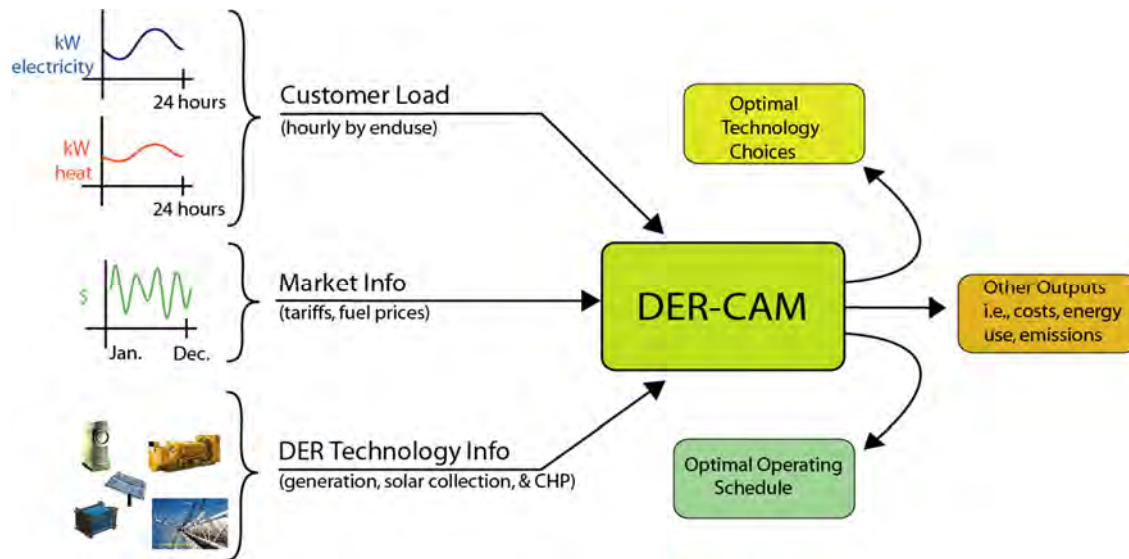 kW
electricity
24 hours
kW
heat
24 hours
Customer Load
(hourly by enduse)
$
Jan.
Dec.
Market Info
(tariffs, fuel prices)
DER Technology Info
(generation, solar collection, & CHP)
DER-CAM
Optimal
Technology
Choices
Other Outputs
i.e., costs, energy
use, emissions
Optimal Operating
Schedule